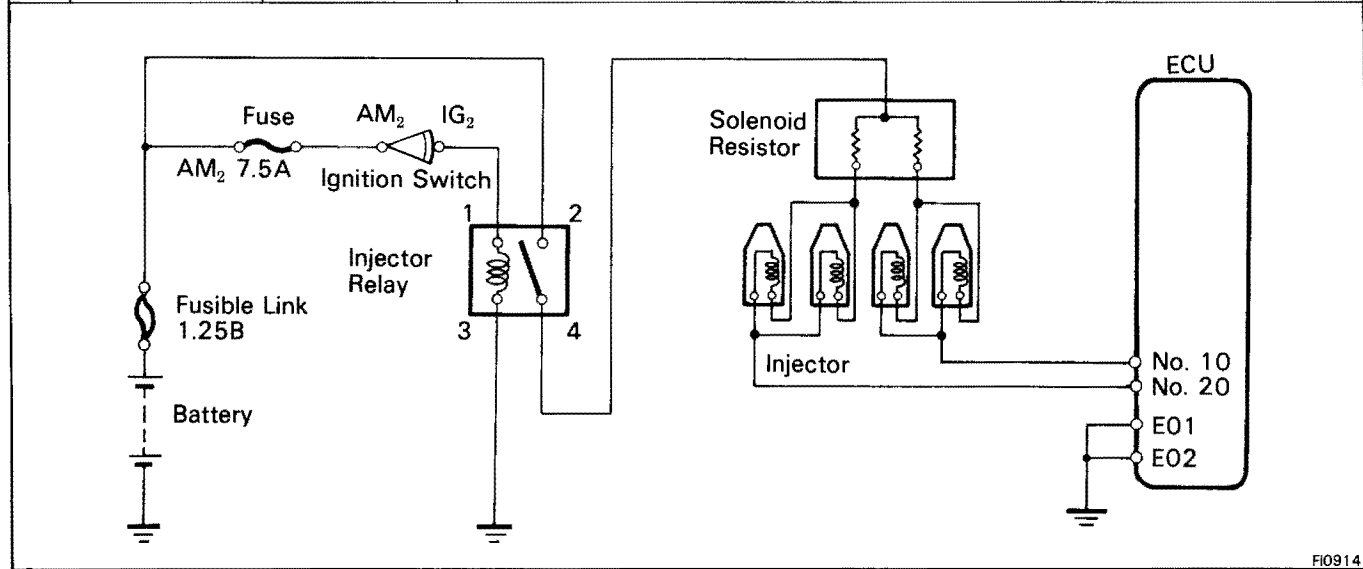 ECU
Fuse
AM₂
IG₂
AM₂ 7.5A
Ignition Switch
Solenoid
Resistor
1
2
Injector
Relay
3
4
Fusible Link
1.25B
Battery
Injector
No. 10
No. 20
E01
E02
FI0914